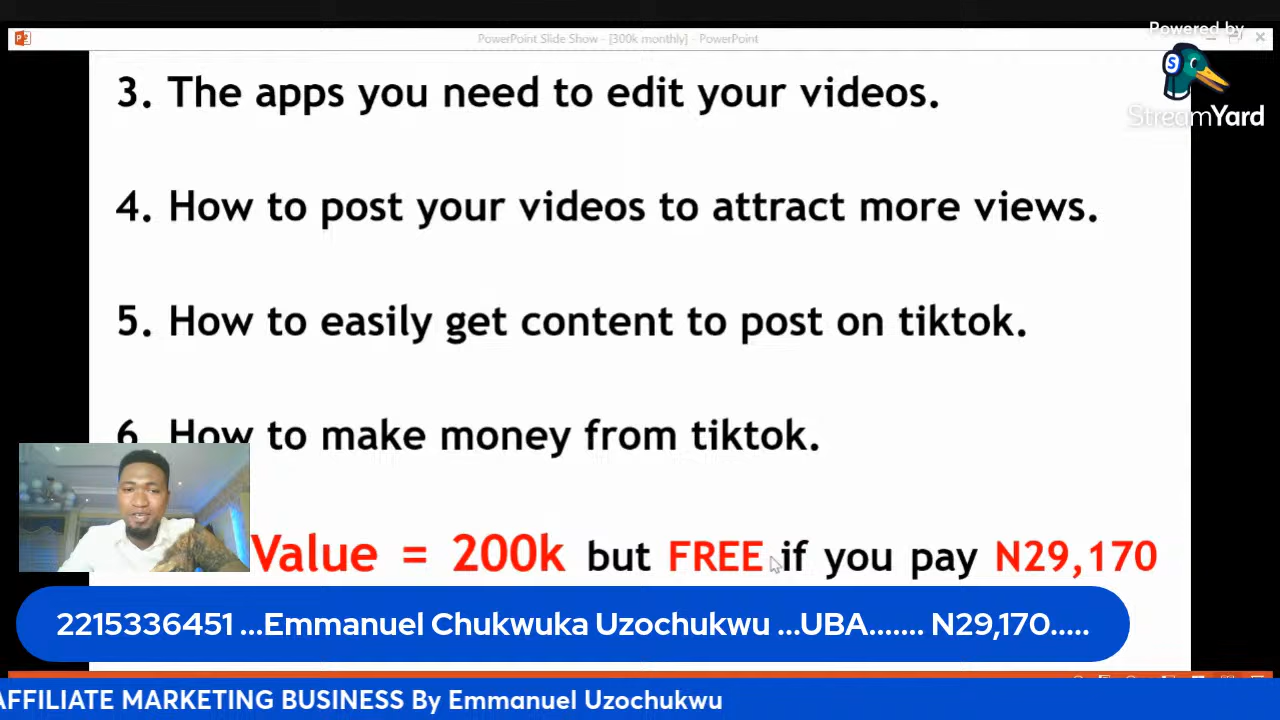 PowerPoint Slide Show - [300k monthly] - PowerPoint
Powered by
StreamYard
3. The apps you need to edit your videos.
4. How to post your videos to attract more views.
5. How to easily get content to post on tiktok.
6. How to make money from tiktok.
Value = 200k but FREE if you pay N29,170
2215336451 ...Emmanuel Chukwuka Uzochukwu ...UBA....... N29,170.....
AFFILIATE MARKETING BUSINESS By Emmanuel Uzochukwu